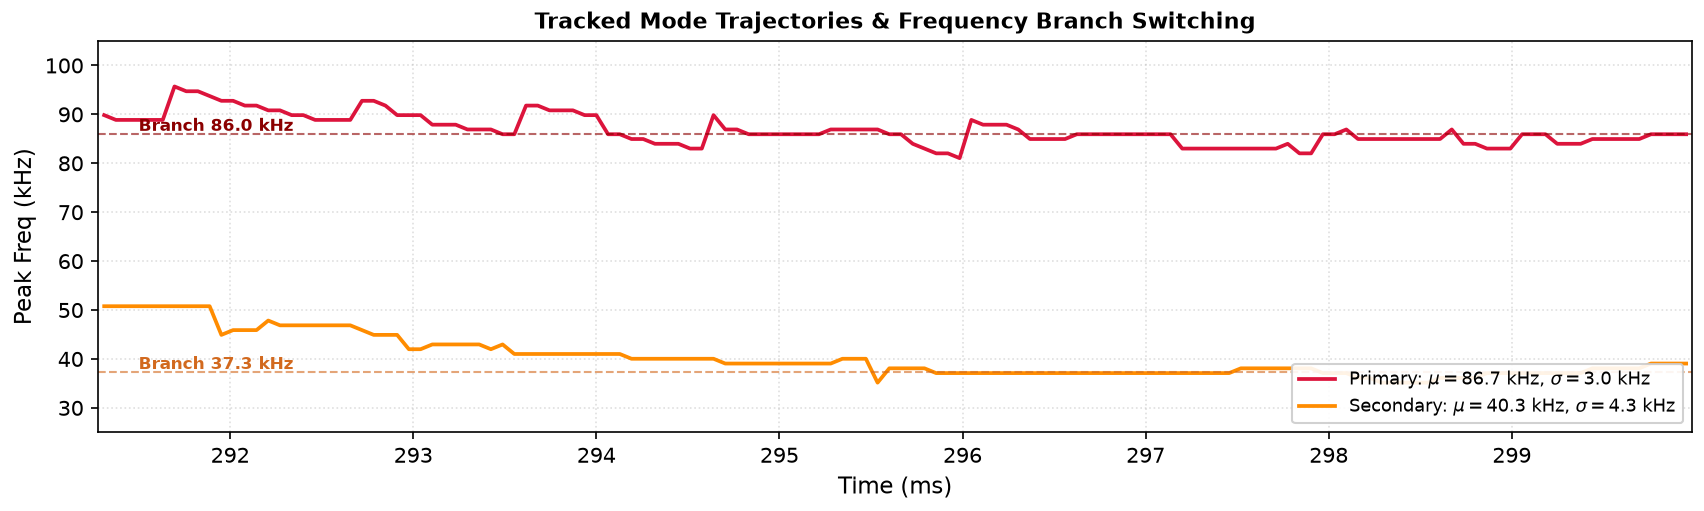 Tracked Mode Trajectories & Frequency Branch Switching
Peak Freq (kHz)
100
90
80
70
60
50
40
30
Branch 86.0 kHz
Branch 37.3 kHz
Primary: μ = 86.7 kHz, σ = 3.0 kHz
Secondary: μ = 40.3 kHz, σ = 4.3 kHz
292 293 294 295 296 297 298 299
Time (ms)